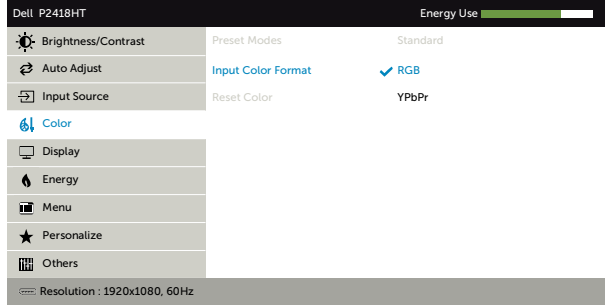 Dell P2418HT Energy Use
Brightness/Contrast Preset Modes Standard
Auto Adjust Input Color Format RGB
Input Source Reset Color YPbPr
Color
Display
Energy
Menu
Personalize
Others
Resolution : 1920x1080, 60Hz